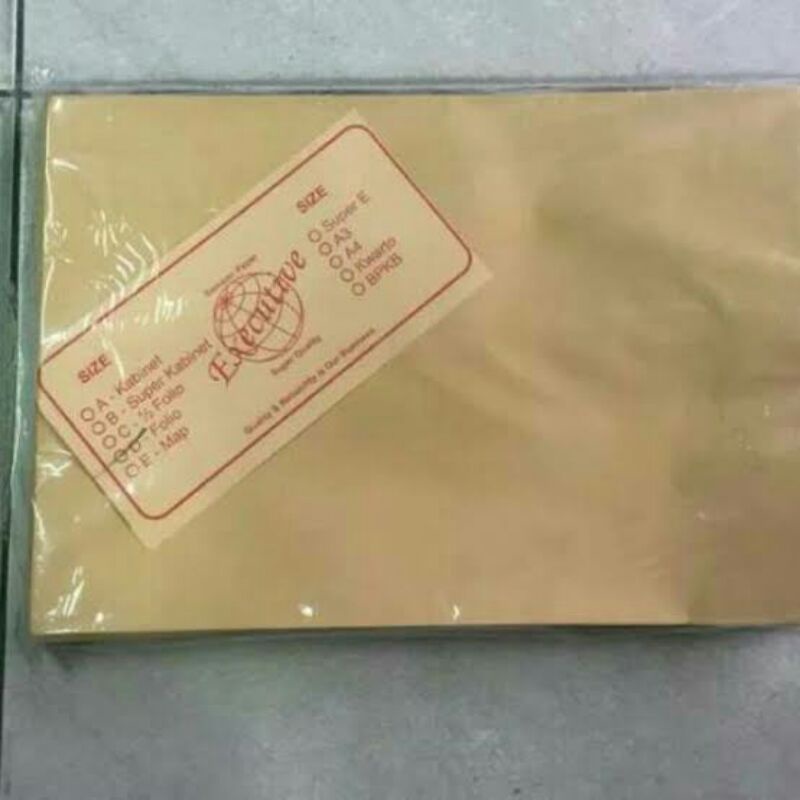 SIZE
A - Kabinet
B - Super Kabinet
C - ½ Folio
D - Folio
E - Map
Executive
Super Quality
Quality & Reliability is Our Business
SIZE
Super E
A3
A4
Kwarto
BPKB